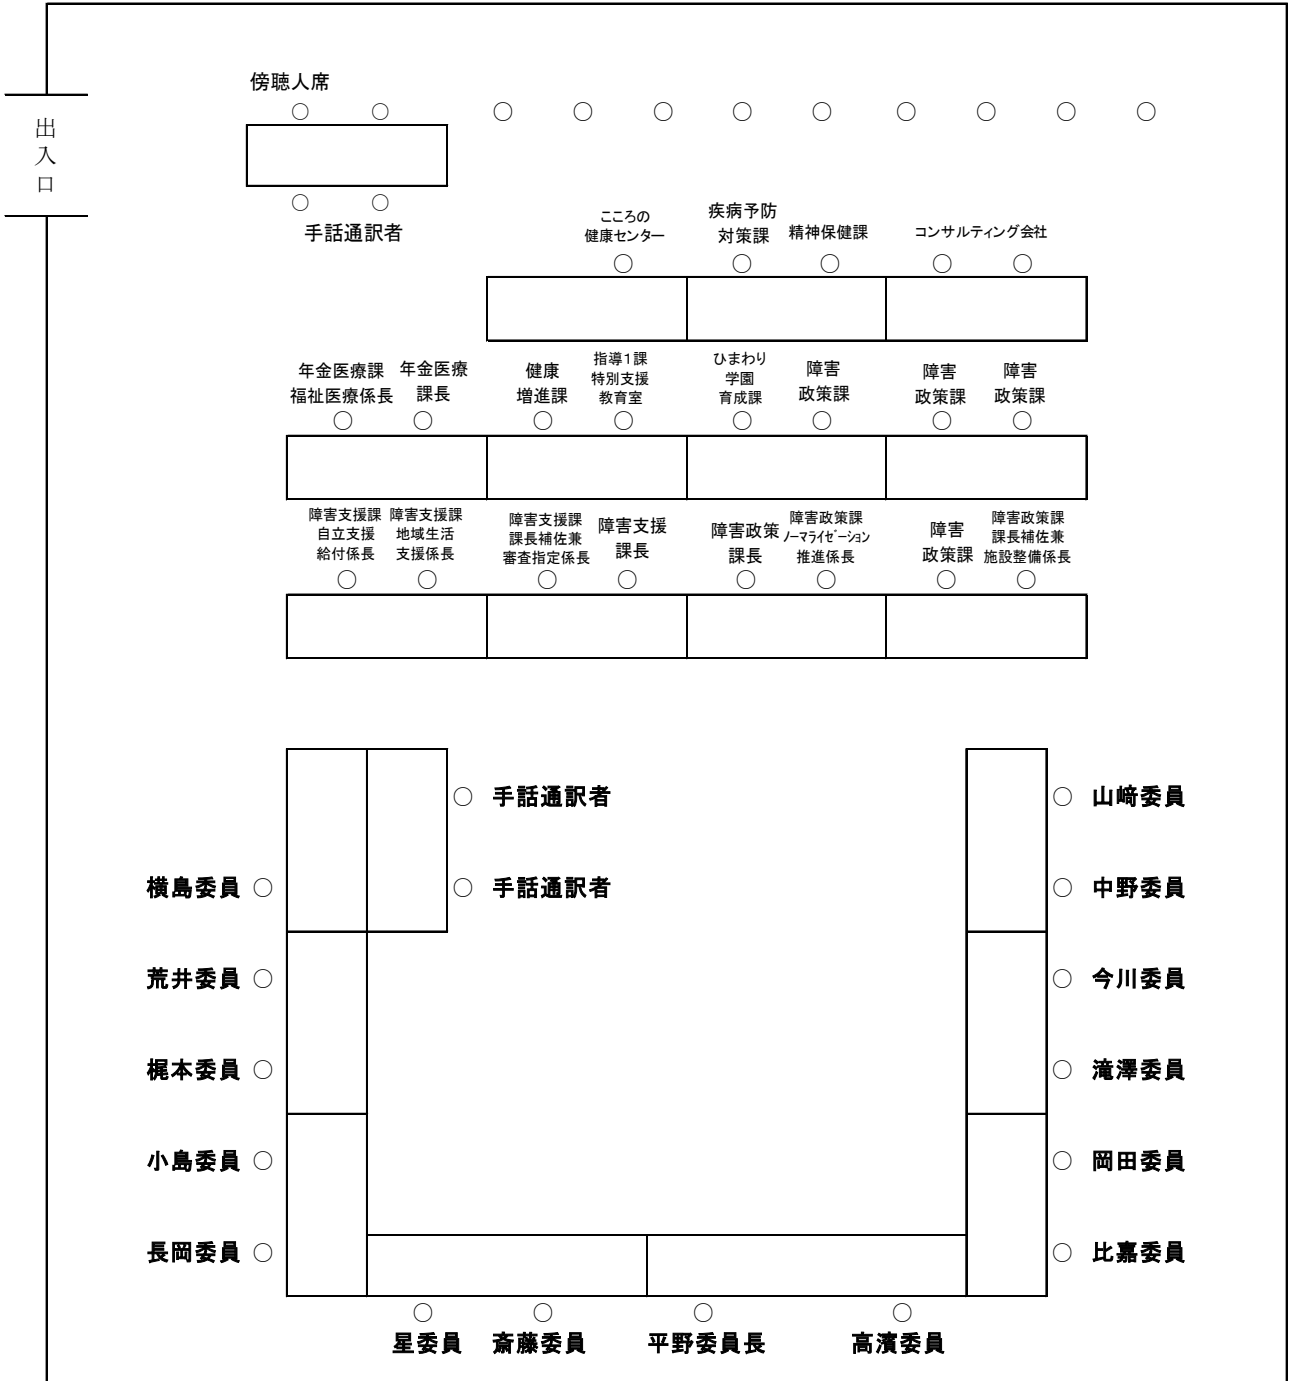 傍聴人席
出入口
手話通訳者
こころの
健康センター
疾病予防
対策課
精神保健課
コンサルティング会社
年金医療課
福祉医療係長
年金医療
課長
健康
増進課
指導1課
特別支援
教育室
ひまわり
学園
育成課
障害
政策課
障害
政策課
障害
政策課
障害支援課
自立支援
給付係長
障害支援課
地域生活
支援係長
障害支援課
課長補佐兼
審査指定係長
障害支援
課長
障害政策
課長
障害政策課
ノーマライゼーション
推進係長
障害
政策課
障害政策課
課長補佐兼
施設整備係長
手話通訳者
山﨑委員
横島委員
手話通訳者
中野委員
荒井委員
今川委員
梶本委員
滝澤委員
小島委員
岡田委員
長岡委員
比嘉委員
星委員
斎藤委員
平野委員長
高濱委員